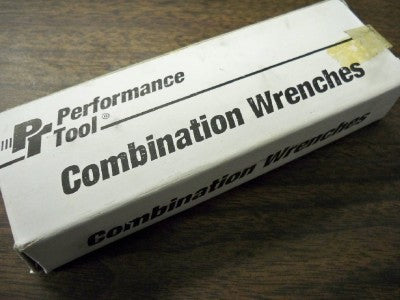 PT Performance
Tool®
Combination Wrenches
Combination Wrenches